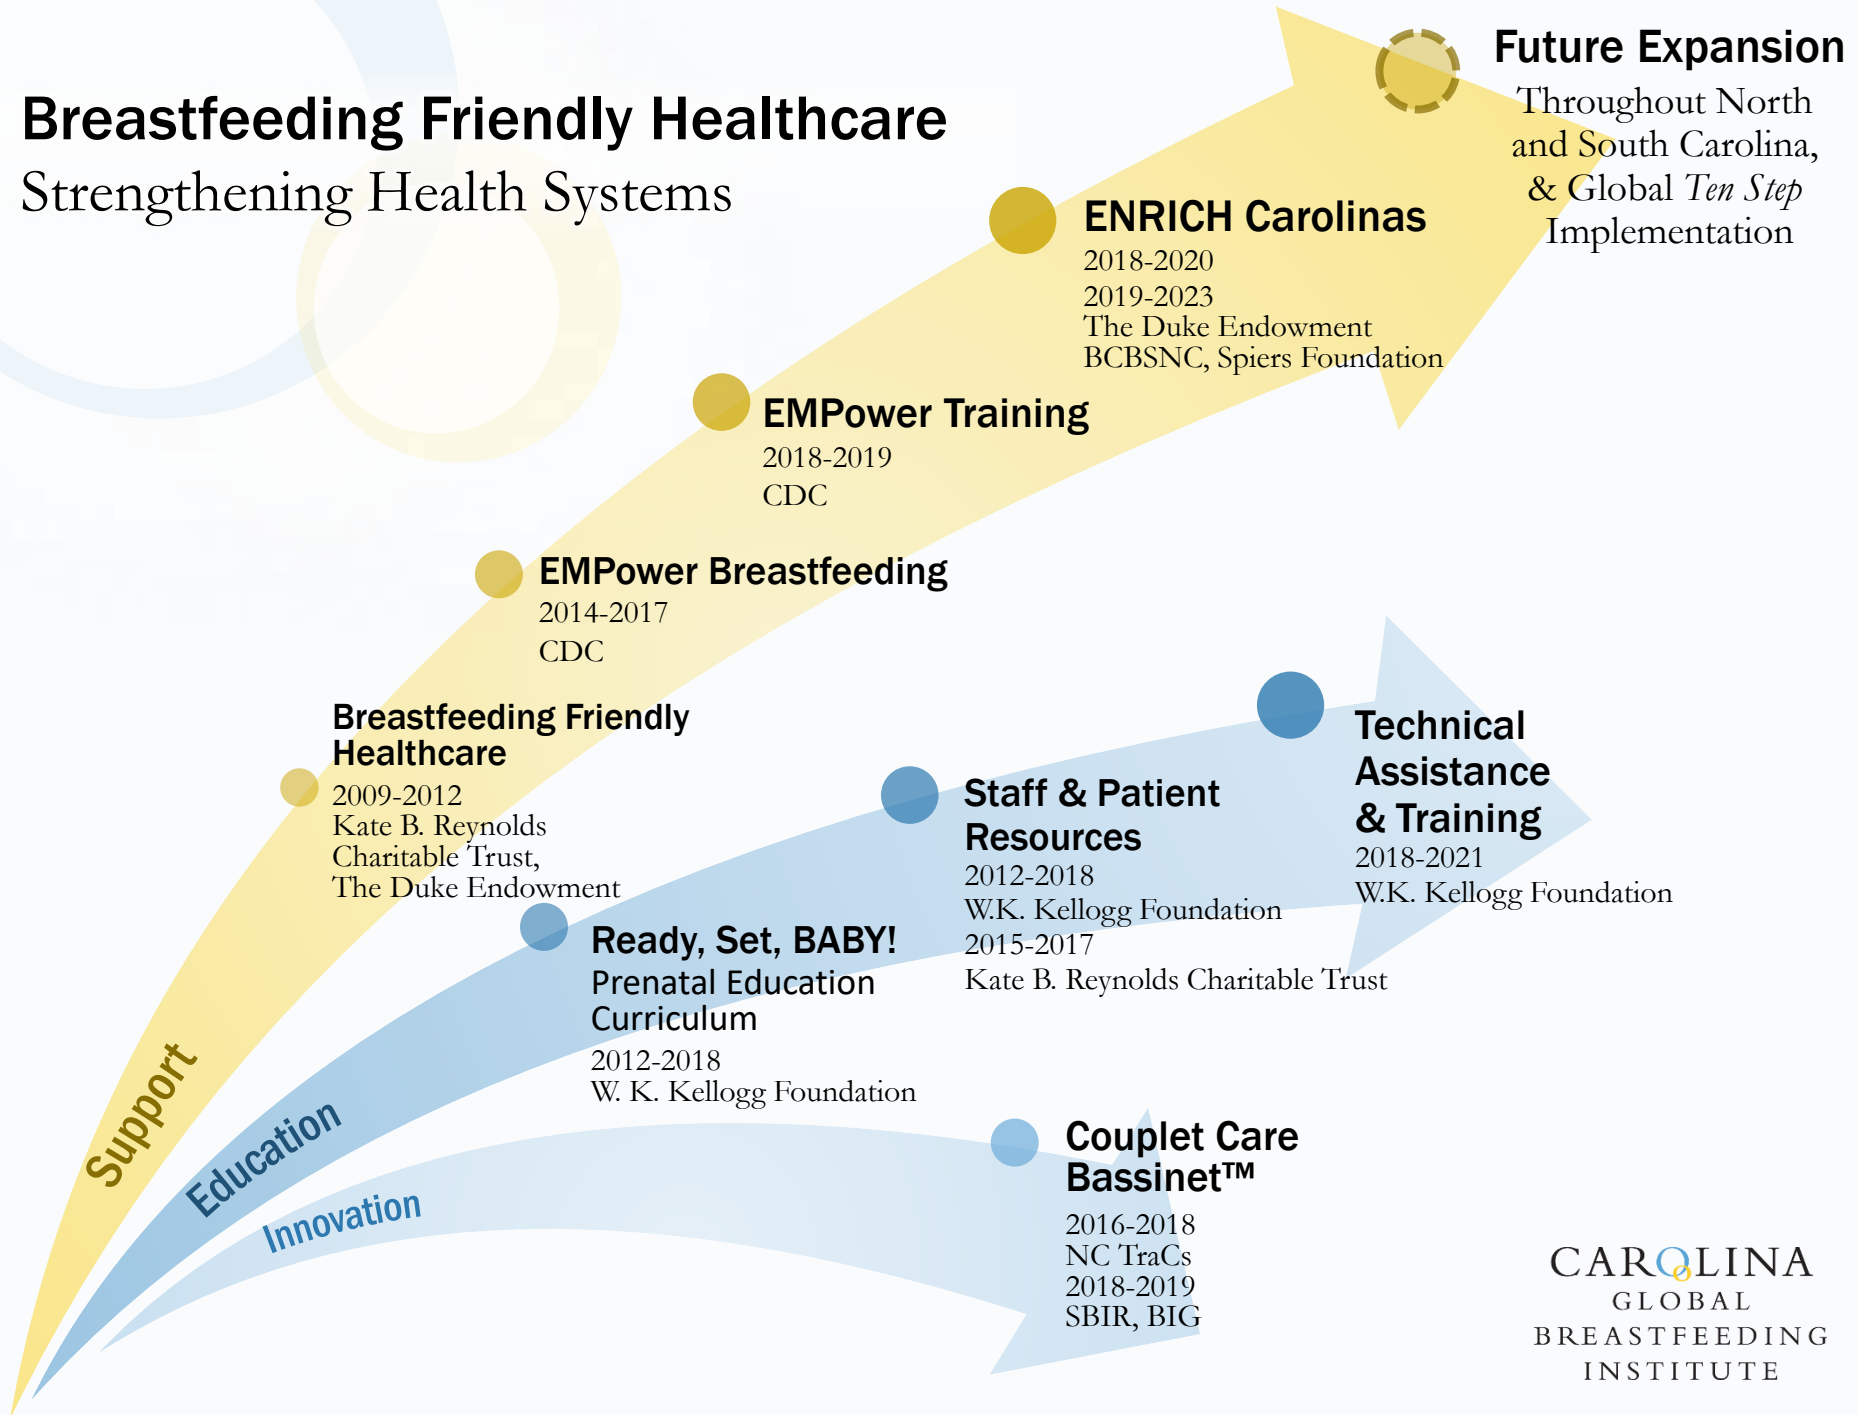 Breastfeeding Friendly Healthcare
Strengthening Health Systems
Future Expansion
Throughout North
and South Carolina,
& Global Ten Step
Implementation
ENRICH Carolinas
2018-2020
2019-2023
The Duke Endowment
BCBSNC, Spiers Foundation
EMPower Training
2018-2019
CDC
EMPower Breastfeeding
2014-2017
CDC
Breastfeeding Friendly
Healthcare
2009-2012
Kate B. Reynolds
Charitable Trust,
The Duke Endowment
Support
Technical
Assistance
& Training
2018-2021
W.K. Kellogg Foundation
Staff & Patient
Resources
2012-2018
W.K. Kellogg Foundation
2015-2017
Kate B. Reynolds Charitable Trust
Ready, Set, BABY!
Prenatal Education
Curriculum
2012-2018
W. K. Kellogg Foundation
Education
Couplet Care
Bassinet™
2016-2018
NC TraCs
2018-2019
SBIR, BIG
Innovation
CAROLINA
GLOBAL
BREASTFEEDING
INSTITUTE